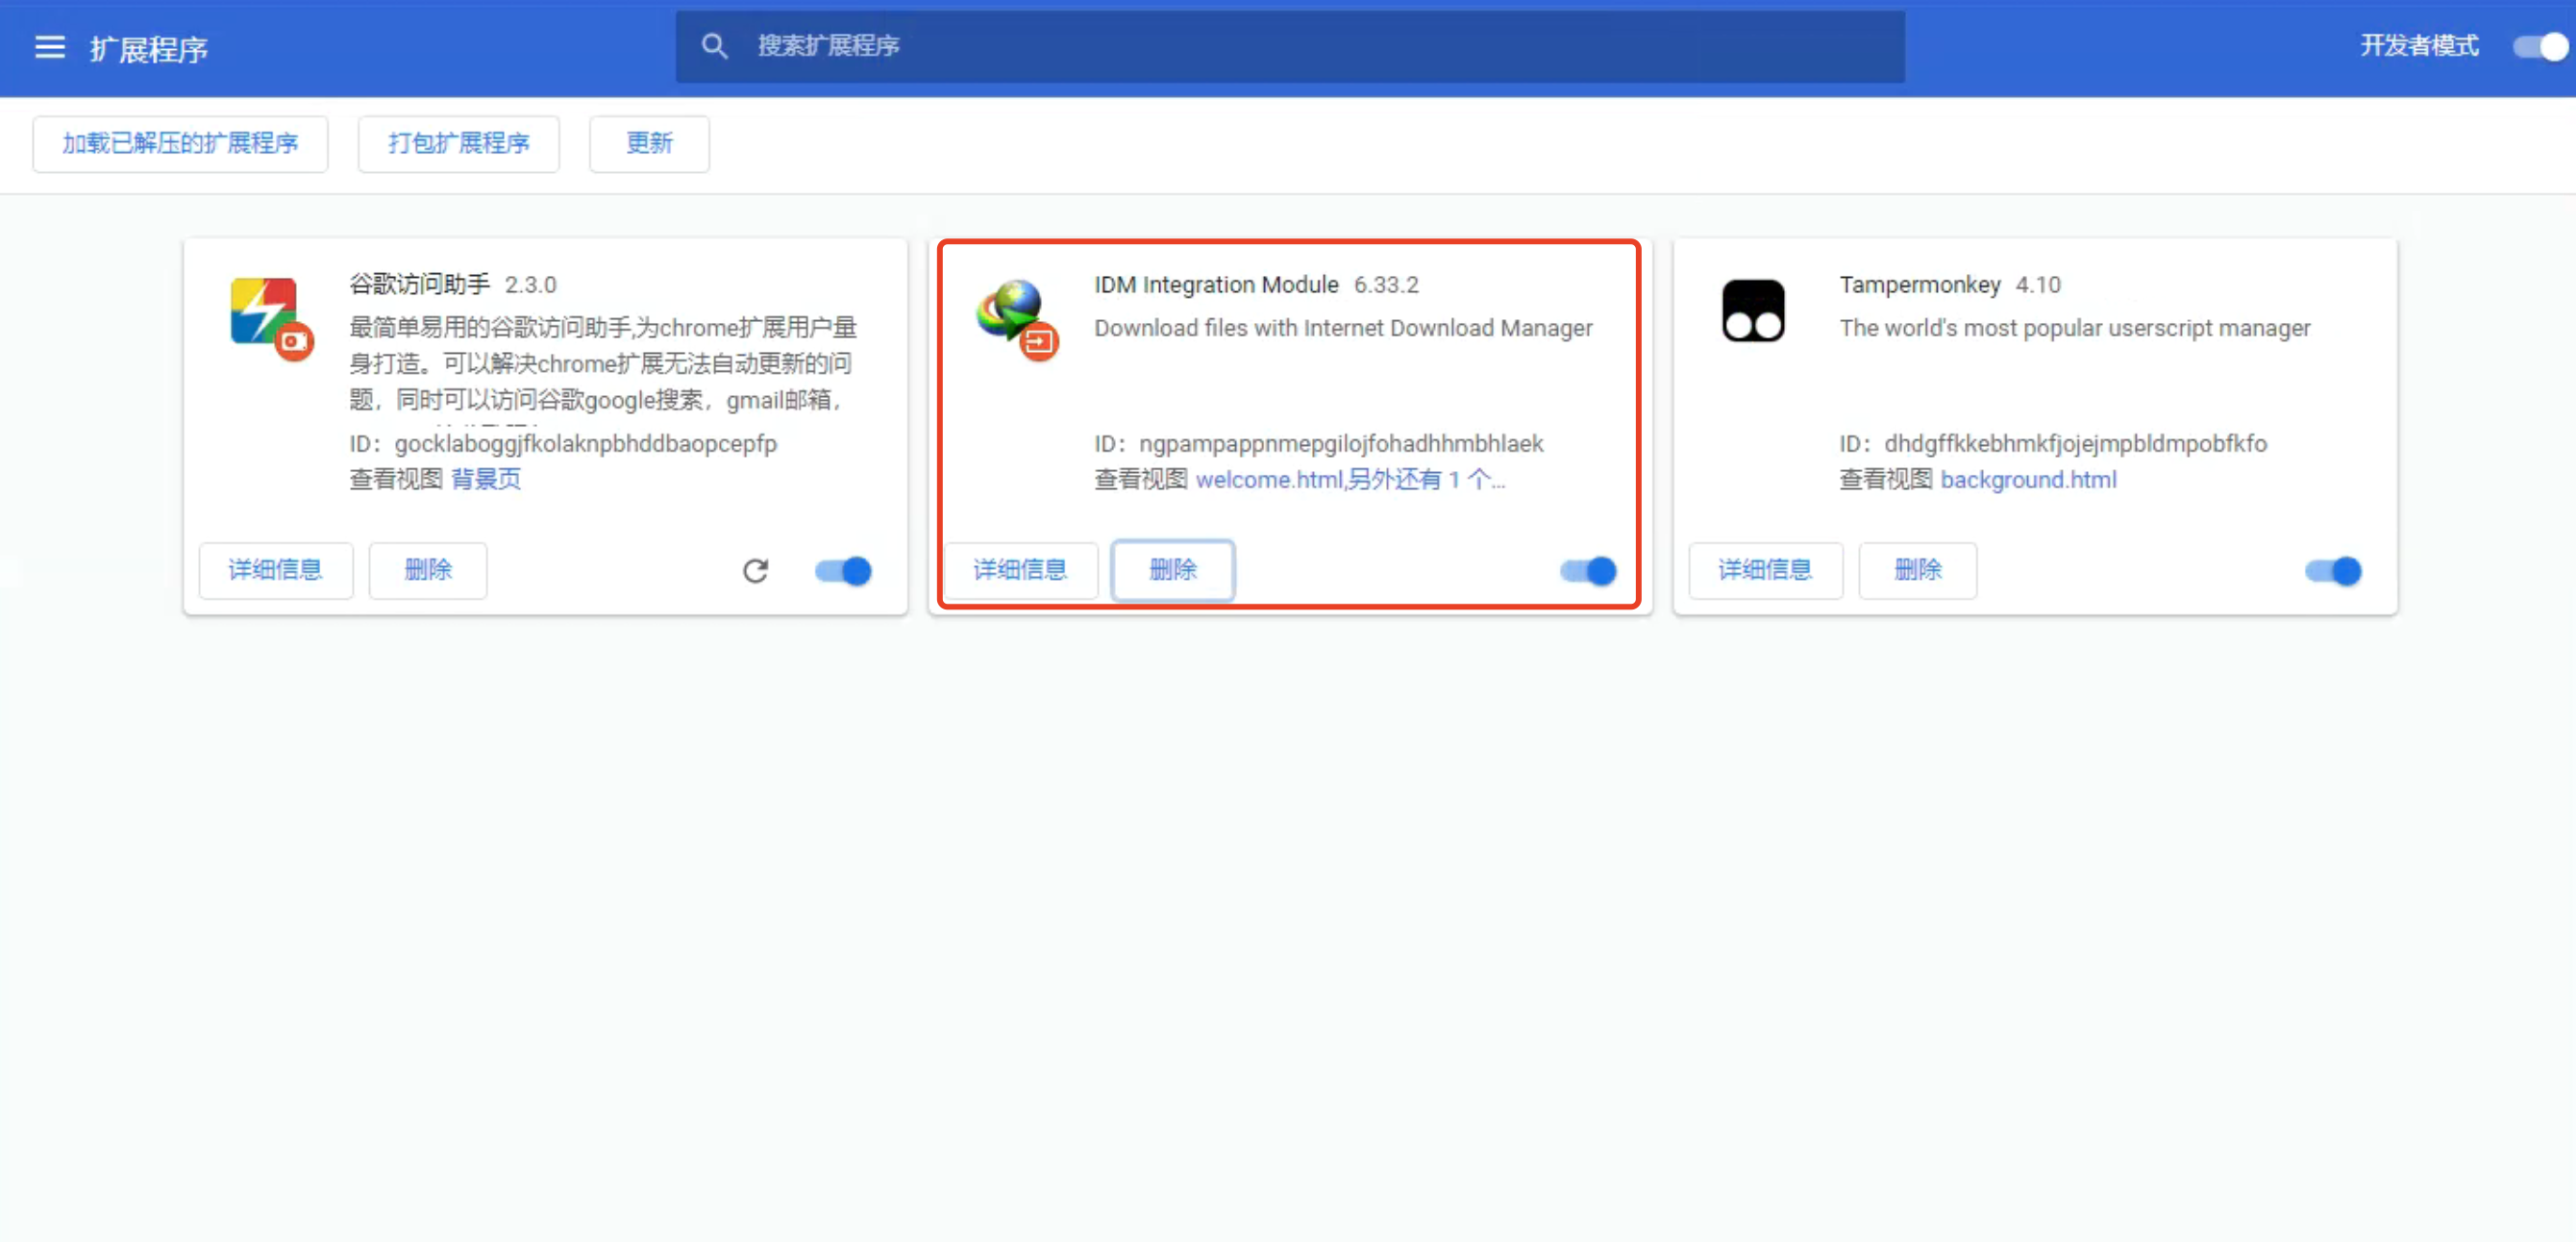 扩展程序
搜索扩展程序
开发者模式
加载已解压的扩展程序
打包扩展程序
更新
谷歌访问助手 2.3.0
最简单易用的谷歌访问助手,为chrome扩展用户量
身打造。可以解决chrome扩展无法自动更新的问
题，同时可以访问谷歌google搜索，gmail邮箱，
ID：gocklaboggjfkolaknpbhddbaopcepfp
查看视图 背景页
详细信息
删除
IDM Integration Module 6.33.2
Download files with Internet Download Manager
ID：ngpampappnmepgilojfohadhhmbhlaek
查看视图 welcome.html,另外还有 1 个...
详细信息
删除
Tampermonkey 4.10
The world's most popular userscript manager
ID：dhdgffkkebhmkfjojejmpbldmpobfkfo
查看视图 background.html
详细信息
删除